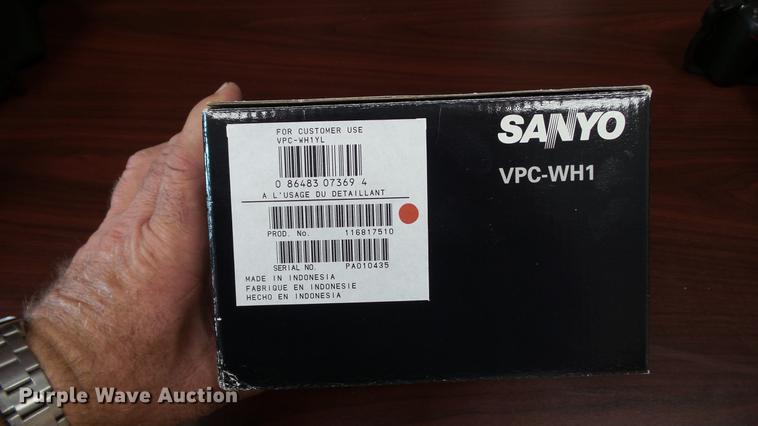 FOR CUSTOMER USE
VPC-WH1YL
0 86483 07369 4
A L'USAGE DU DETAILLANT
PROD. No. 116817510
SERIAL NO. PA010435
MADE IN INDONESIA
FABRIQUE EN INDONESIE
HECHO EN INDONESIA
SANYO
VPC-WH1
Purple Wave Auction